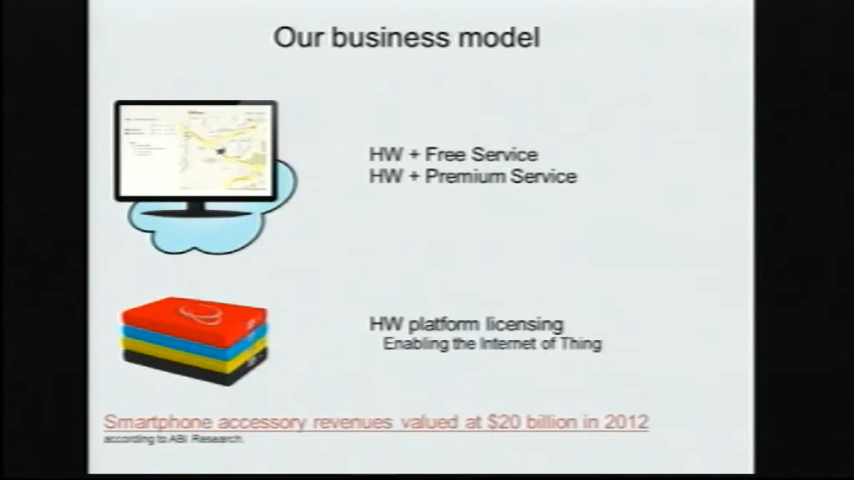 Our business model
HW + Free Service
HW + Premium Service
HW platform licensing
Enabling the Internet of Thing
Smartphone accessory revenues valued at $20 billion in 2012
according to ABI Research.